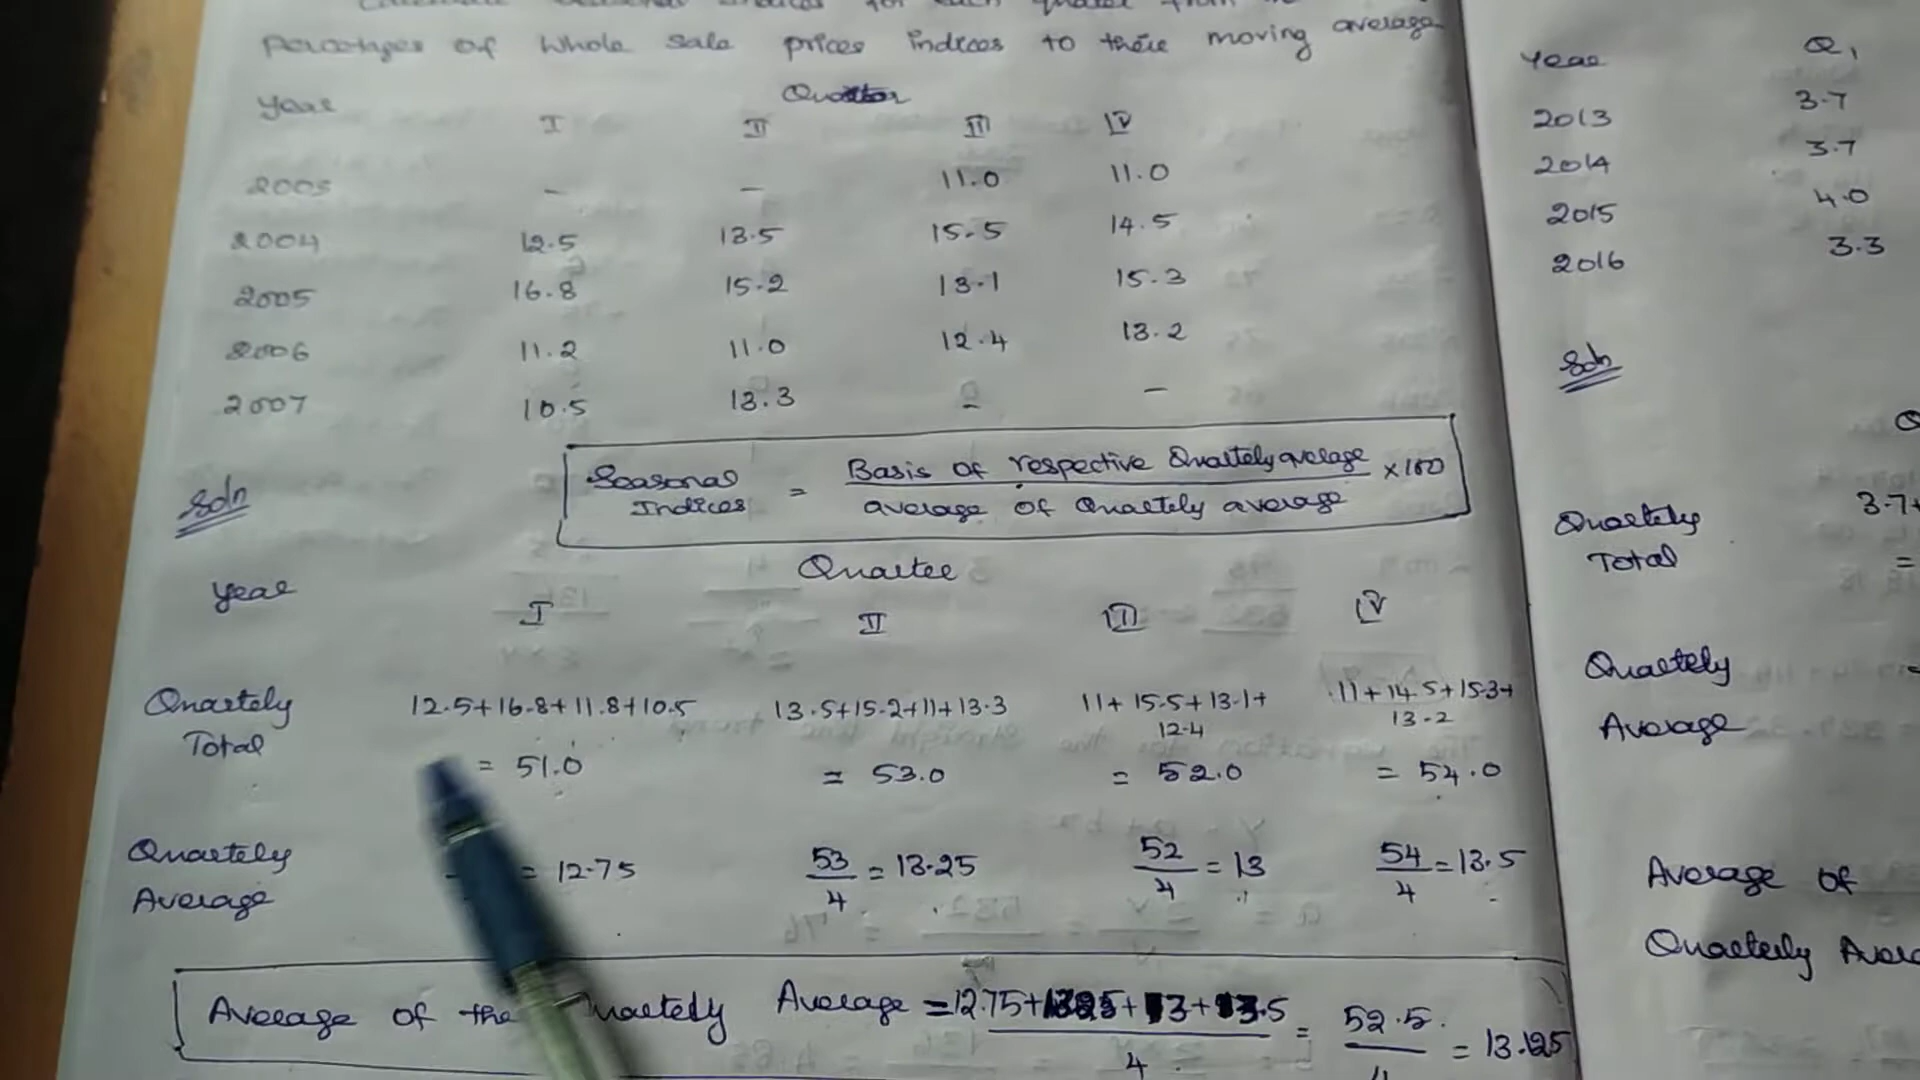 for each
Percetages of Whole Sale prices indices to there moving average
Year Quator
I II III IV
2003 - - 11.0 11.0
2004 12.5 13.5 15.5 14.5
2005 16.8 15.2 13.1 15.3
2006 11.2 11.0 12.4 13.2
2007 10.5 13.3 - -
Soln
Seasonal Indices = Basis of respective Quartely average / average of Quartely average ×100
Year Quarter
I II III IV
Quartely Total 12.5+16.8+11.8+10.5 13.5+15.2+11+13.3 11+15.5+13.1+12.4 11+14.5+15.3+13.2
= 51.0 = 53.0 = 52.0 = 54.0
Quartely Average = 12.75 53/4 = 13.25 52/4 = 13 54/4 = 13.5
Average of the Quartely Average = 12.75+13.25+13+13.5 / 4 = 52.5 / 4 = 13.125
Year Q1
2013 3.7
2014 3.7
2015 4.0
2016 3.3
Soln
Quartely Total 3.7+
=
Quartely
Average
Average of
Quarterly